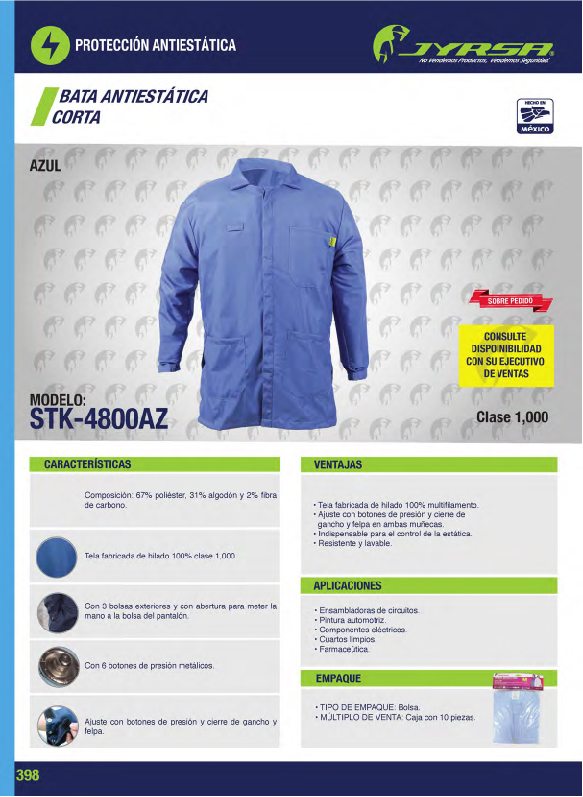 PROTECCIÓN ANTIESTÁTICA
JYRSA®
No Vendemos Productos, Vendemos Seguridad.
BATA ANTIESTÁTICA
CORTA
HECHO EN
MÉXICO
AZUL
SOBRE PEDIDO
CONSULTE
DISPONIBILIDAD
CON SU EJECUTIVO
DE VENTAS
MODELO:
STK-4800AZ
Clase 1,000
CARACTERÍSTICAS
Composición: 67% poliéster, 31% algodón y 2% fibra
de carbono.
Tela fabricada de hilado 100% clase 1,000
Con 3 bolsas exteriores y con abertura para meter la
mano a la bolsa del pantalón.
Con 6 botones de presión metálicos.
Ajuste con botones de presión y cierre de gancho y
felpa.
VENTAJAS
• Tela fabricada de hilado 100% multifilamento.
• Ajuste con botones de presión y cierre de
gancho y felpa en ambas muñecas.
• Indispensable para el control de la estática.
• Resistente y lavable.
APLICACIONES
• Ensambladoras de circuitos.
• Pintura automotriz.
• Componentes eléctricos.
• Cuartos limpios
• Farmaceútica.
EMPAQUE
• TIPO DE EMPAQUE: Bolsa.
• MÚLTIPLO DE VENTA: Caja con 10 piezas.
398